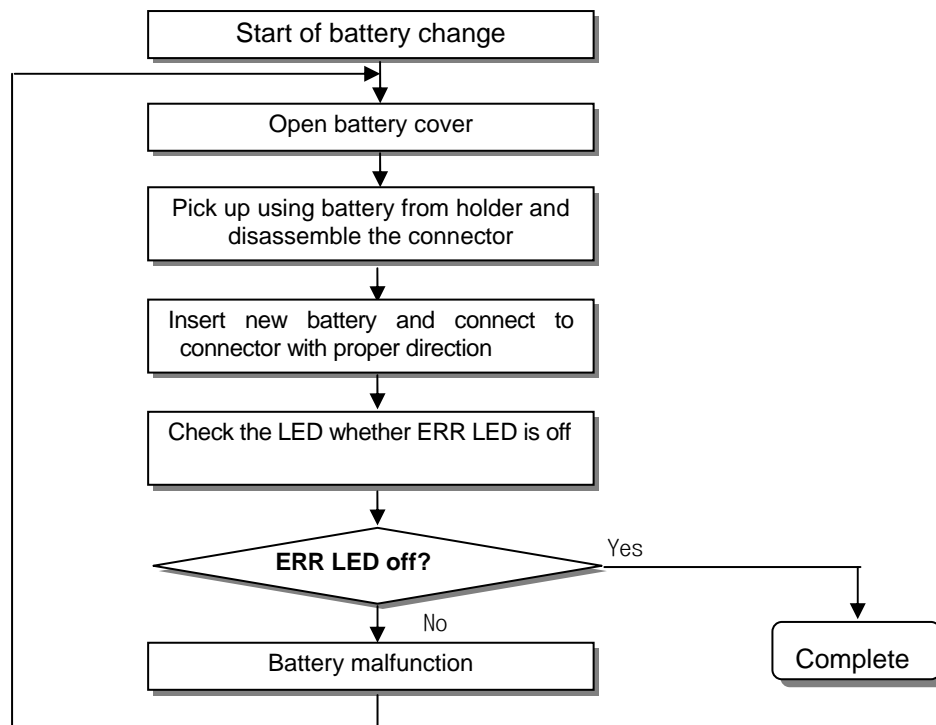 Start of battery change
Open battery cover
Pick up using battery from holder and
disassemble the connector
Insert new battery and connect to
connector with proper direction
Check the LED whether ERR LED is off
ERR LED off?
Yes
No
Battery malfunction
Complete